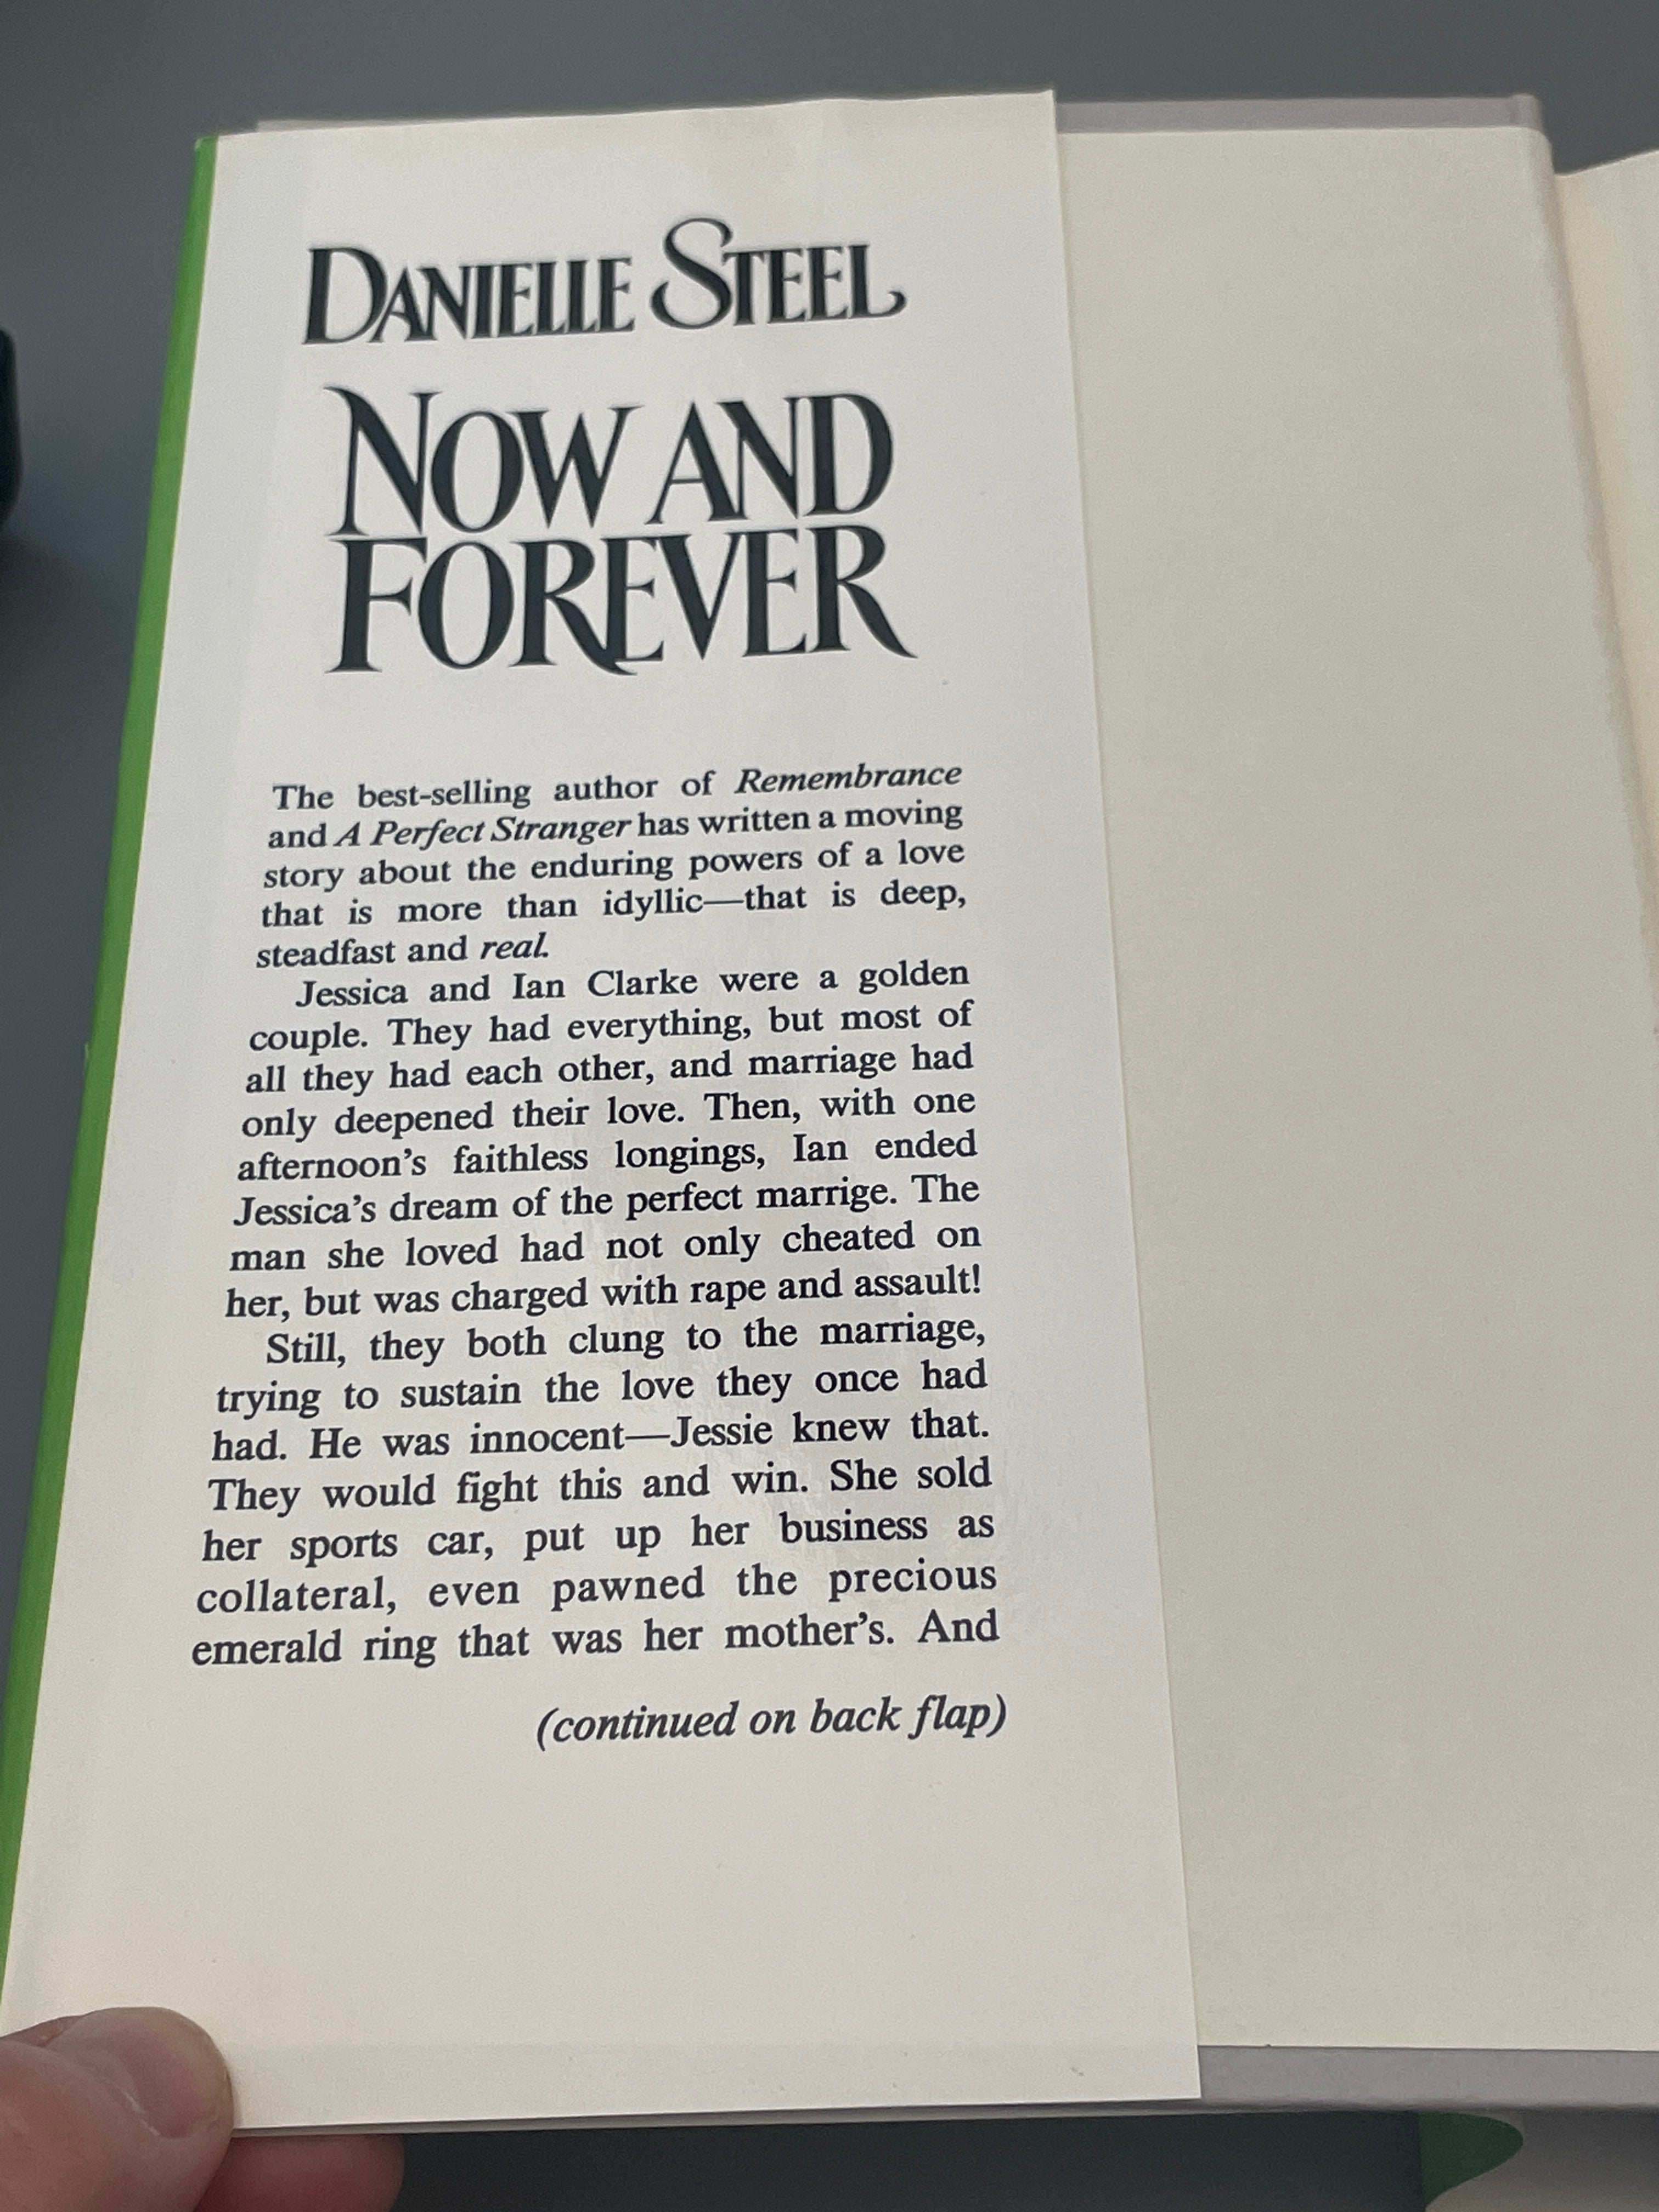 DANIELLE STEEL
NOW AND
FOREVER
The best-selling author of Remembrance
and A Perfect Stranger has written a moving
story about the enduring powers of a love
that is more than idyllic—that is deep,
steadfast and real.
Jessica and Ian Clarke were a golden
couple. They had everything, but most of
all they had each other, and marriage had
only deepened their love. Then, with one
afternoon’s faithless longings, Ian ended
Jessica’s dream of the perfect marrige. The
man she loved had not only cheated on
her, but was charged with rape and assault!
Still, they both clung to the marriage,
trying to sustain the love they once had
had. He was innocent—Jessie knew that.
They would fight this and win. She sold
her sports car, put up her business as
collateral, even pawned the precious
emerald ring that was her mother’s. And
(continued on back flap)